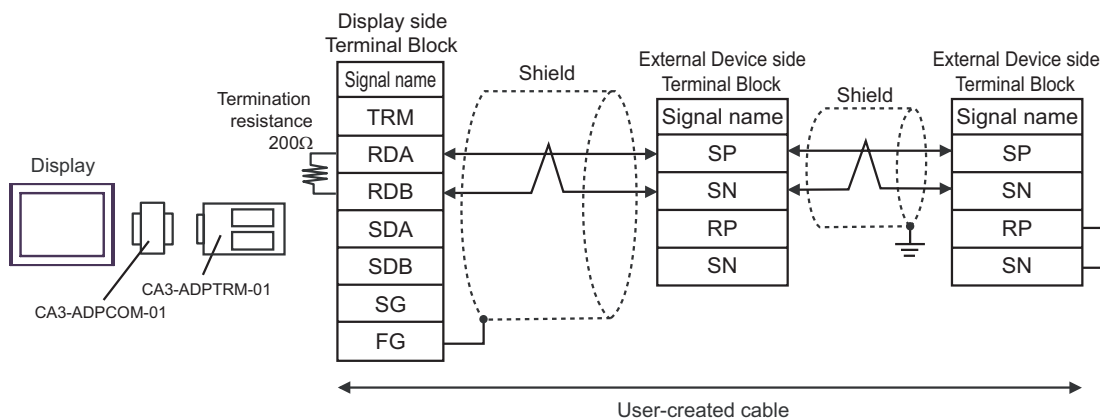 Display side
Terminal Block
Signal name
TRM
RDA
RDB
SDA
SDB
SG
FG
Termination
resistance
200Ω
Display
CA3-ADPCOM-01
CA3-ADPTRM-01
Shield
External Device side
Terminal Block
Signal name
SP
SN
RP
SN
Shield
External Device side
Terminal Block
Signal name
SP
SN
RP
SN
User-created cable